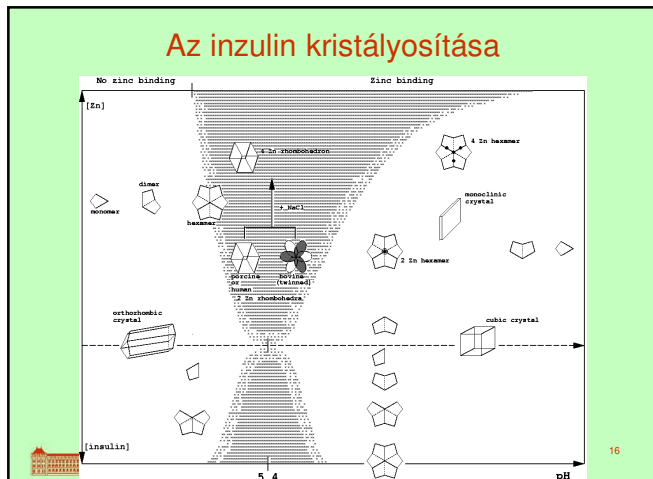 Az inzulin kristályosítása
No zinc binding
Zinc binding
[Zn]
4 Zn rhombohedron
4 Zn hexamer
dimer
monomer
hexamer
+ NaCl
monoclinic
crystal
2 Zn hexamer
porcine
or
human
bovine
(twinned)
2 Zn rhombohedra
orthorhombic
crystal
cubic crystal
[insulin]
5.4
pH
16